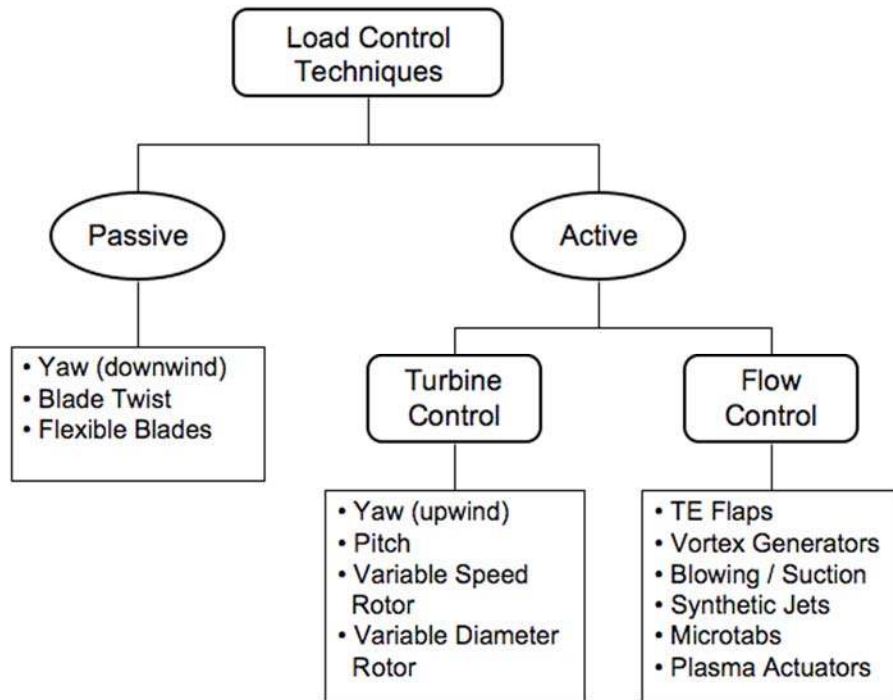 Load Control
Techniques
Passive
Active
• Yaw (downwind)
• Blade Twist
• Flexible Blades
Turbine
Control
Flow
Control
• Yaw (upwind)
• Pitch
• Variable Speed
Rotor
• Variable Diameter
Rotor
• TE Flaps
• Vortex Generators
• Blowing / Suction
• Synthetic Jets
• Microtabs
• Plasma Actuators